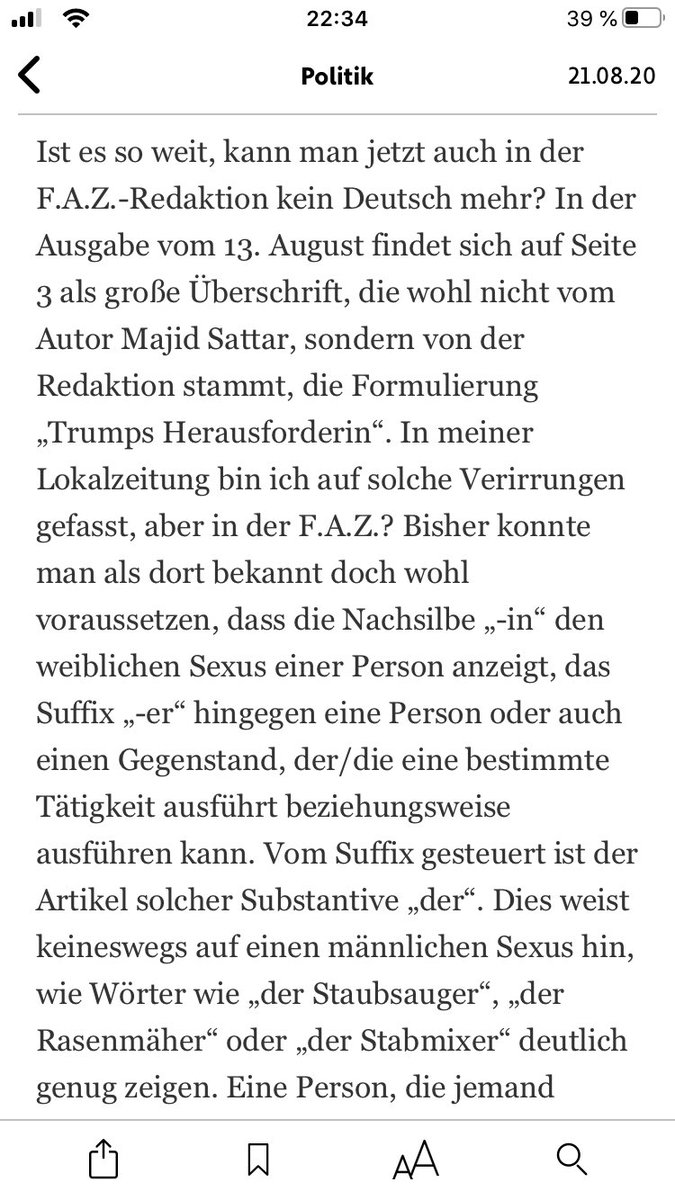 22:34
39 %
Politik
21.08.20
Ist es so weit, kann man jetzt auch in der
F.A.Z.-Redaktion kein Deutsch mehr? In der
Ausgabe vom 13. August findet sich auf Seite
3 als große Überschrift, die wohl nicht vom
Autor Majid Sattar, sondern von der
Redaktion stammt, die Formulierung
„Trumps Herausforderin“. In meiner
Lokalzeitung bin ich auf solche Verirrungen
gefasst, aber in der F.A.Z.? Bisher konnte
man als dort bekannt doch wohl
voraussetzen, dass die Nachsilbe „-in“ den
weiblichen Sexus einer Person anzeigt, das
Suffix „-er“ hingegen eine Person oder auch
einen Gegenstand, der/die eine bestimmte
Tätigkeit ausführt beziehungsweise
ausführen kann. Vom Suffix gesteuert ist der
Artikel solcher Substantive „der“. Dies weist
keineswegs auf einen männlichen Sexus hin,
wie Wörter wie „der Staubsauger“, „der
Rasenmäher“ oder „der Stabmixer“ deutlich
genug zeigen. Eine Person, die jemand
AA